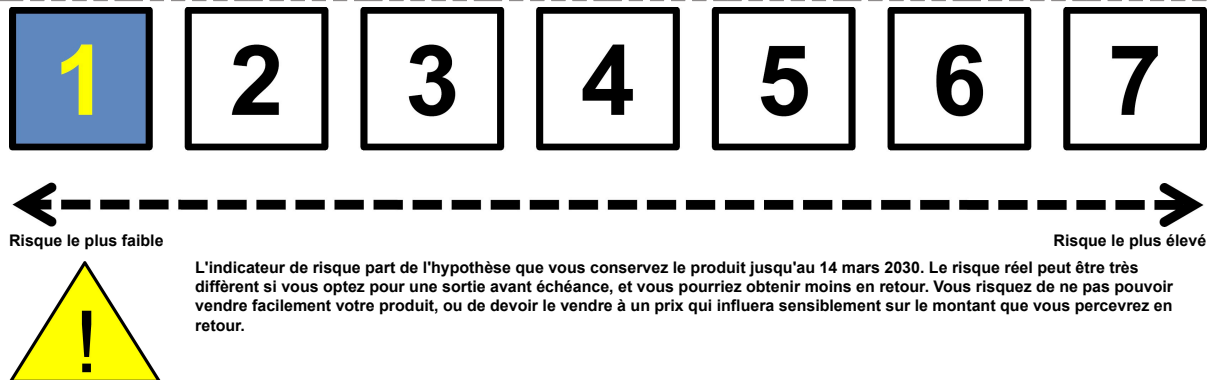 1 2 3 4 5 6 7
Risque le plus faible Risque le plus élevé
L'indicateur de risque part de l'hypothèse que vous conservez le produit jusqu'au 14 mars 2030. Le risque réel peut être très
diffèrent si vous optez pour une sortie avant échéance, et vous pourriez obtenir moins en retour. Vous risquez de ne pas pouvoir
vendre facilement votre produit, ou de devoir le vendre à un prix qui influera sensiblement sur le montant que vous percevrez en
retour.
!